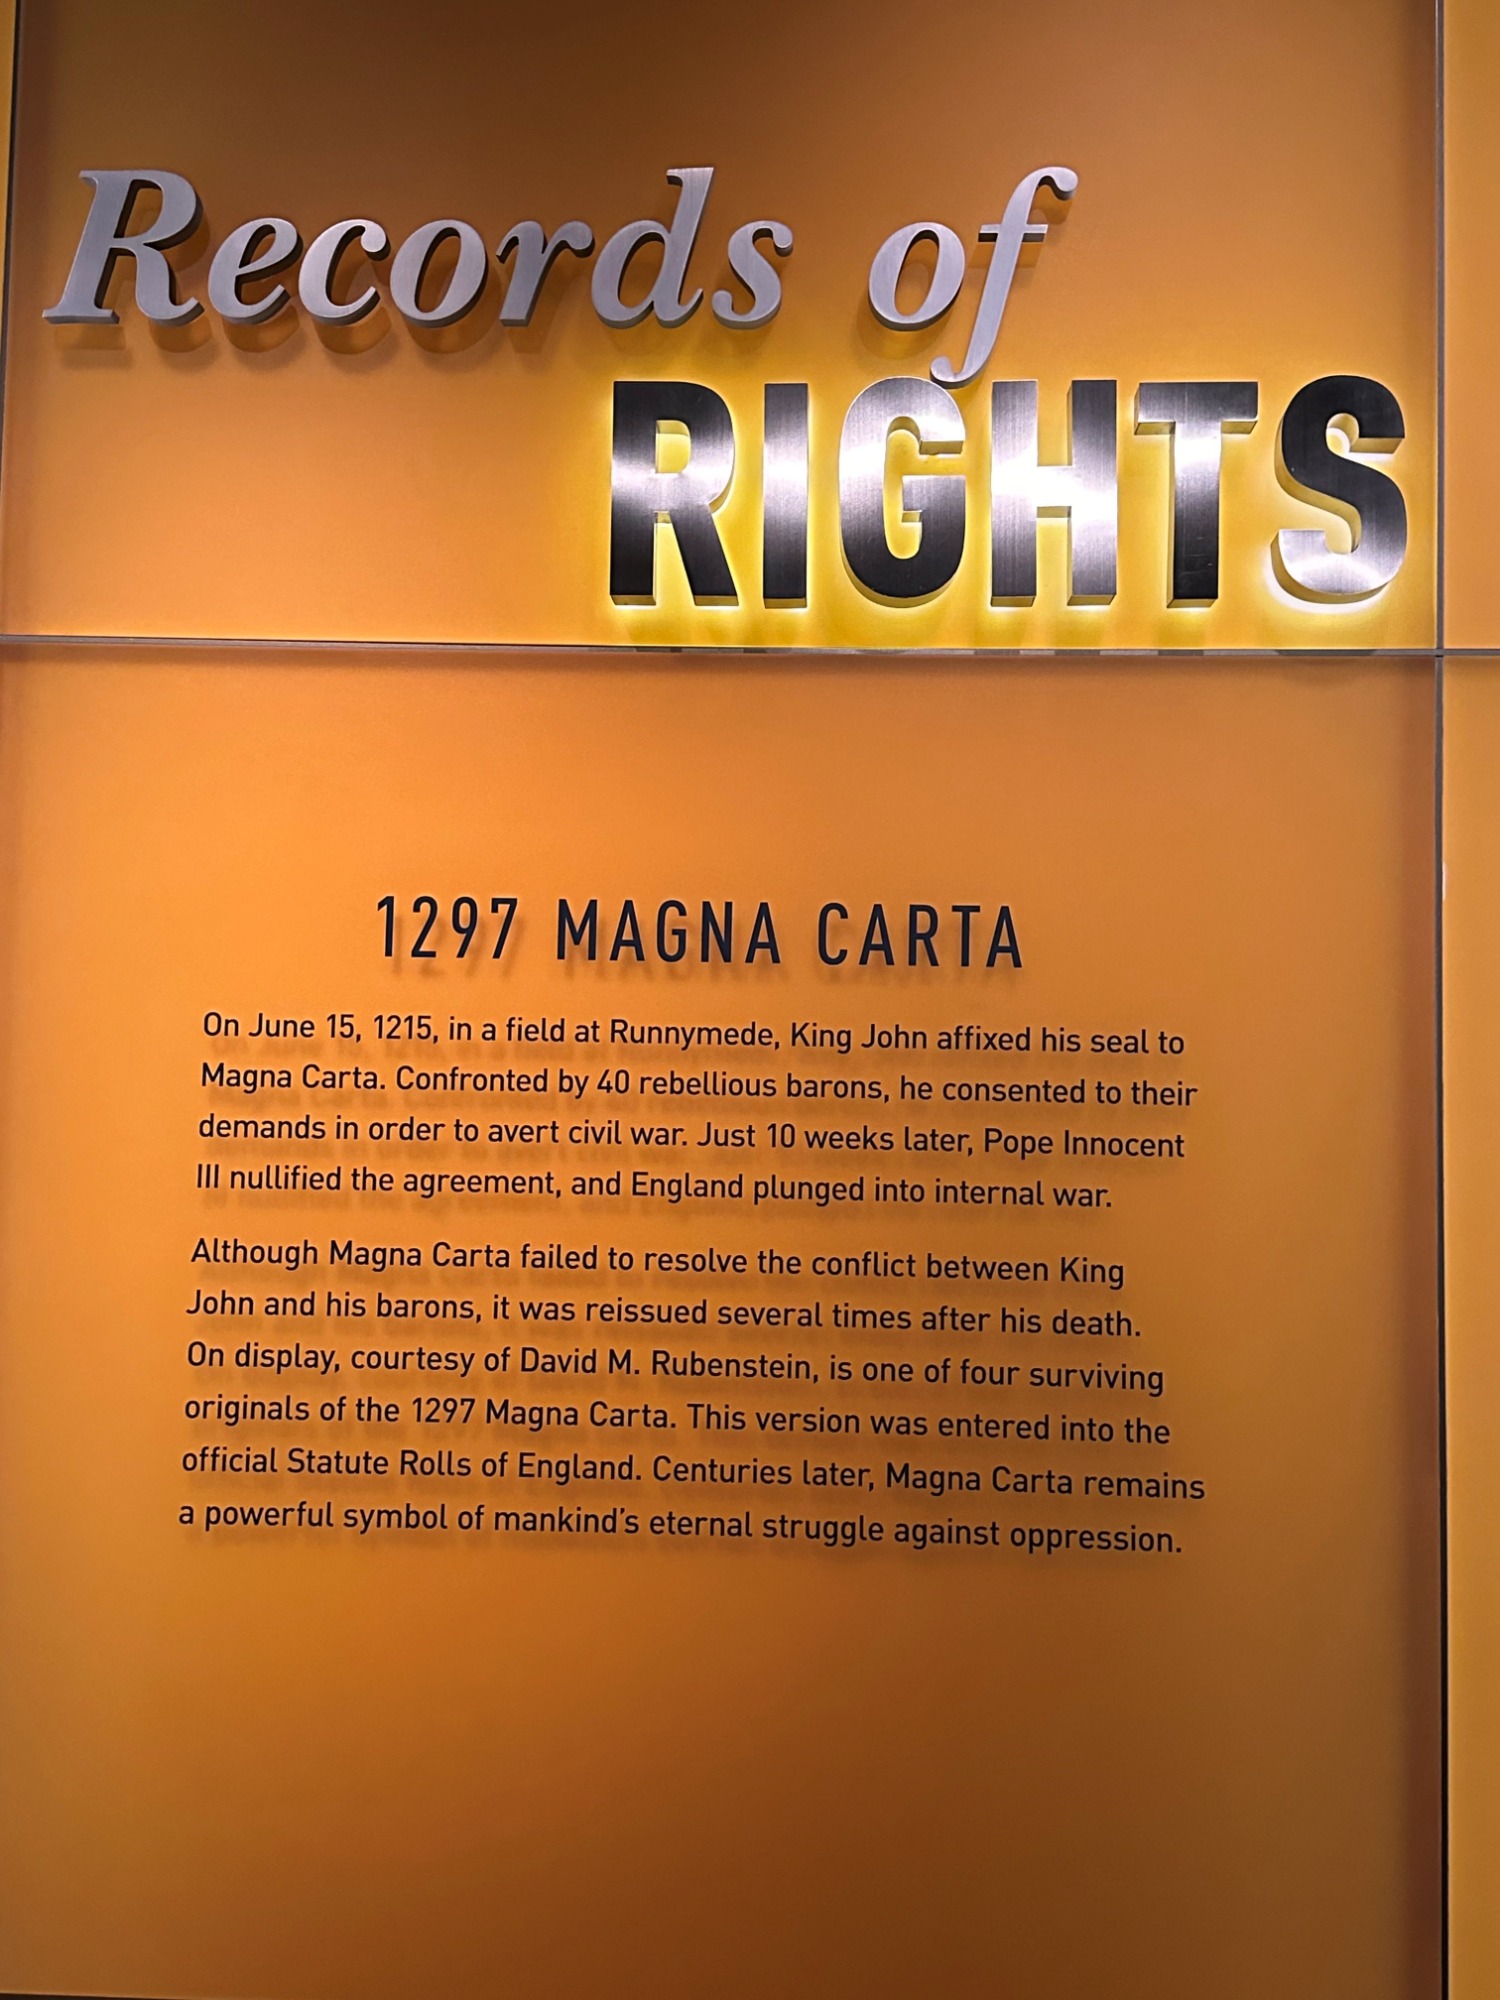 Records of
RIGHTS
1297 MAGNA CARTA
On June 15, 1215, in a field at Runnymede, King John affixed his seal to
Magna Carta. Confronted by 40 rebellious barons, he consented to their
demands in order to avert civil war. Just 10 weeks later, Pope Innocent
III nullified the agreement, and England plunged into internal war.
Although Magna Carta failed to resolve the conflict between King
John and his barons, it was reissued several times after his death.
On display, courtesy of David M. Rubenstein, is one of four surviving
originals of the 1297 Magna Carta. This version was entered into the
official Statute Rolls of England. Centuries later, Magna Carta remains
a powerful symbol of mankind’s eternal struggle against oppression.